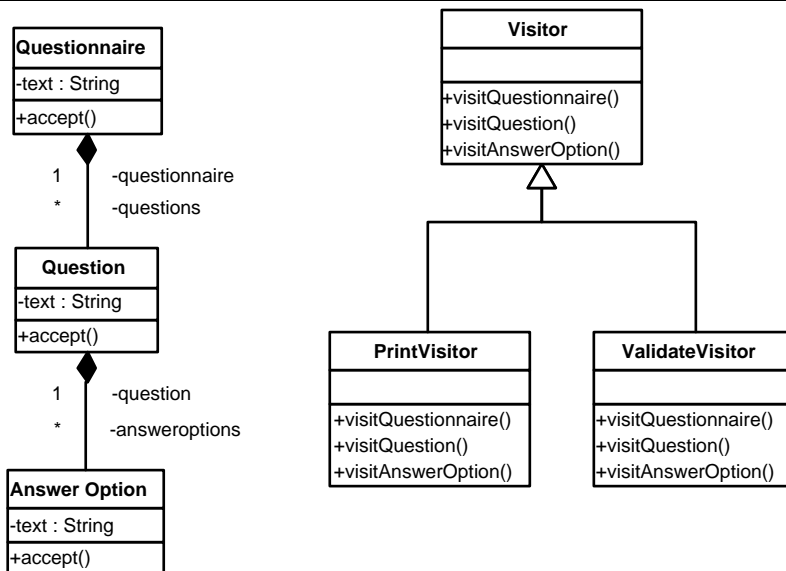 Questionnaire
-text : String
+accept()
1 -questionnaire
* -questions
Question
-text : String
+accept()
1 -question
* -answeroptions
Answer Option
-text : String
+accept()
Visitor
+visitQuestionnaire()
+visitQuestion()
+visitAnswerOption()
PrintVisitor
+visitQuestionnaire()
+visitQuestion()
+visitAnswerOption()
ValidateVisitor
+visitQuestionnaire()
+visitQuestion()
+visitAnswerOption()